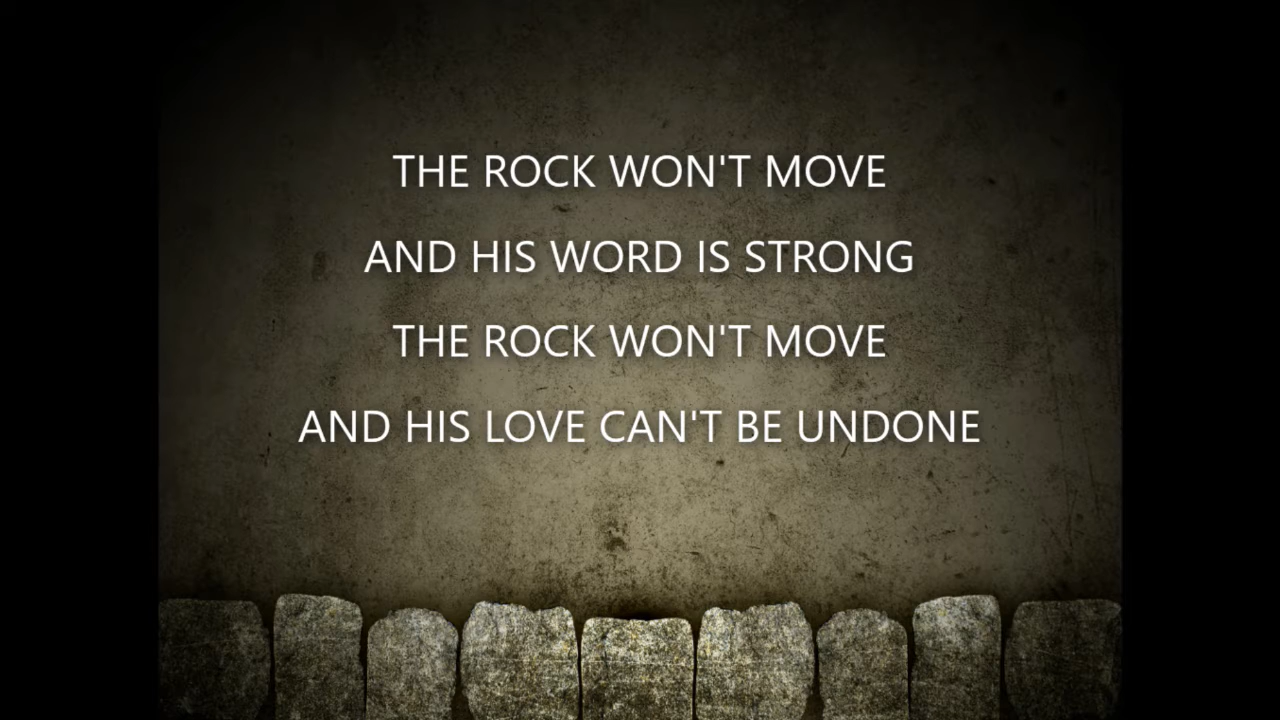 THE ROCK WON'T MOVE
AND HIS WORD IS STRONG
THE ROCK WON'T MOVE
AND HIS LOVE CAN'T BE UNDONE